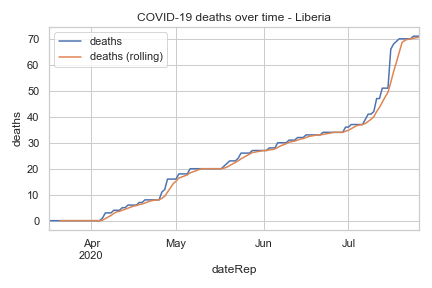 COVID-19 deaths over time - Liberia
deaths
deaths (rolling)
70
60
50
40
30
20
10
0
deaths
Apr
2020
May
Jun
Jul
dateRep